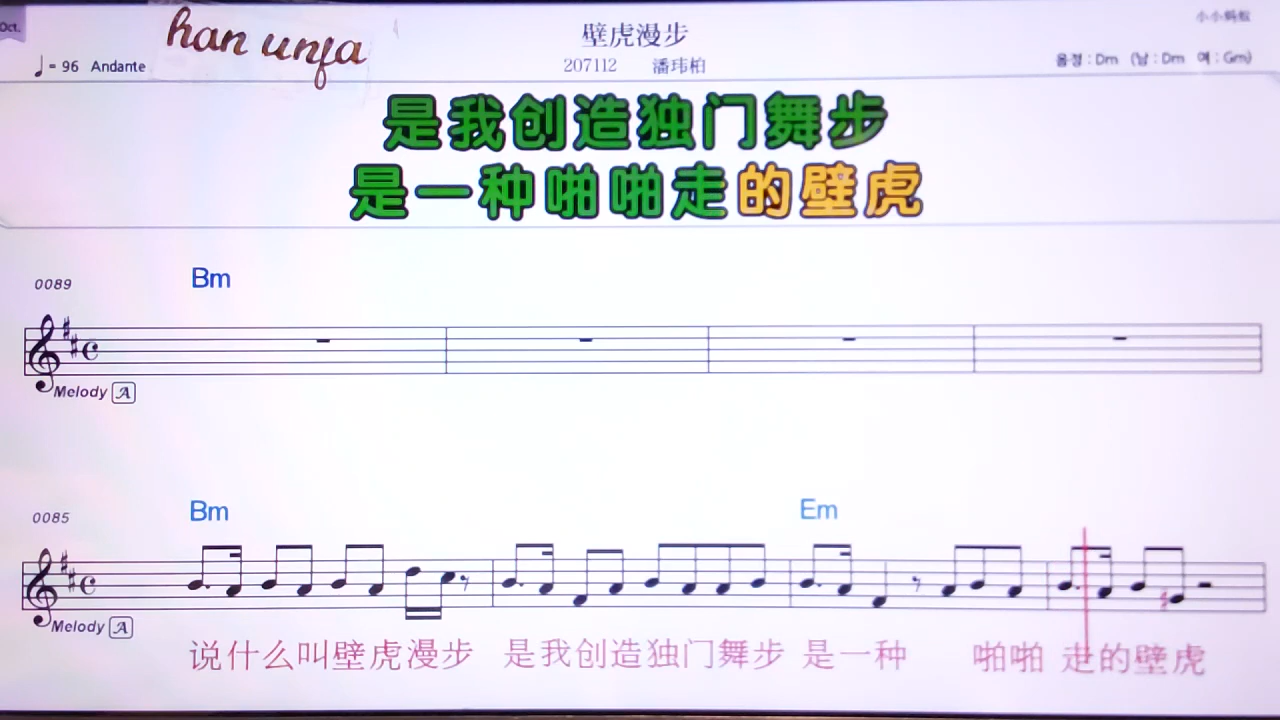 Oct.
han unfa
小小蚂蚁
壁虎漫步
♩= 96 Andante
207112 潘玮柏
음정 : Dm (남 : Dm 여 : Gm)
是我创造独门舞步
是一种啪啪走的壁虎
0089
Bm
Melody A
0085
Bm
Em
Melody A
说什么叫壁虎漫步 是我创造独门舞步 是一种 啪啪 走的壁虎